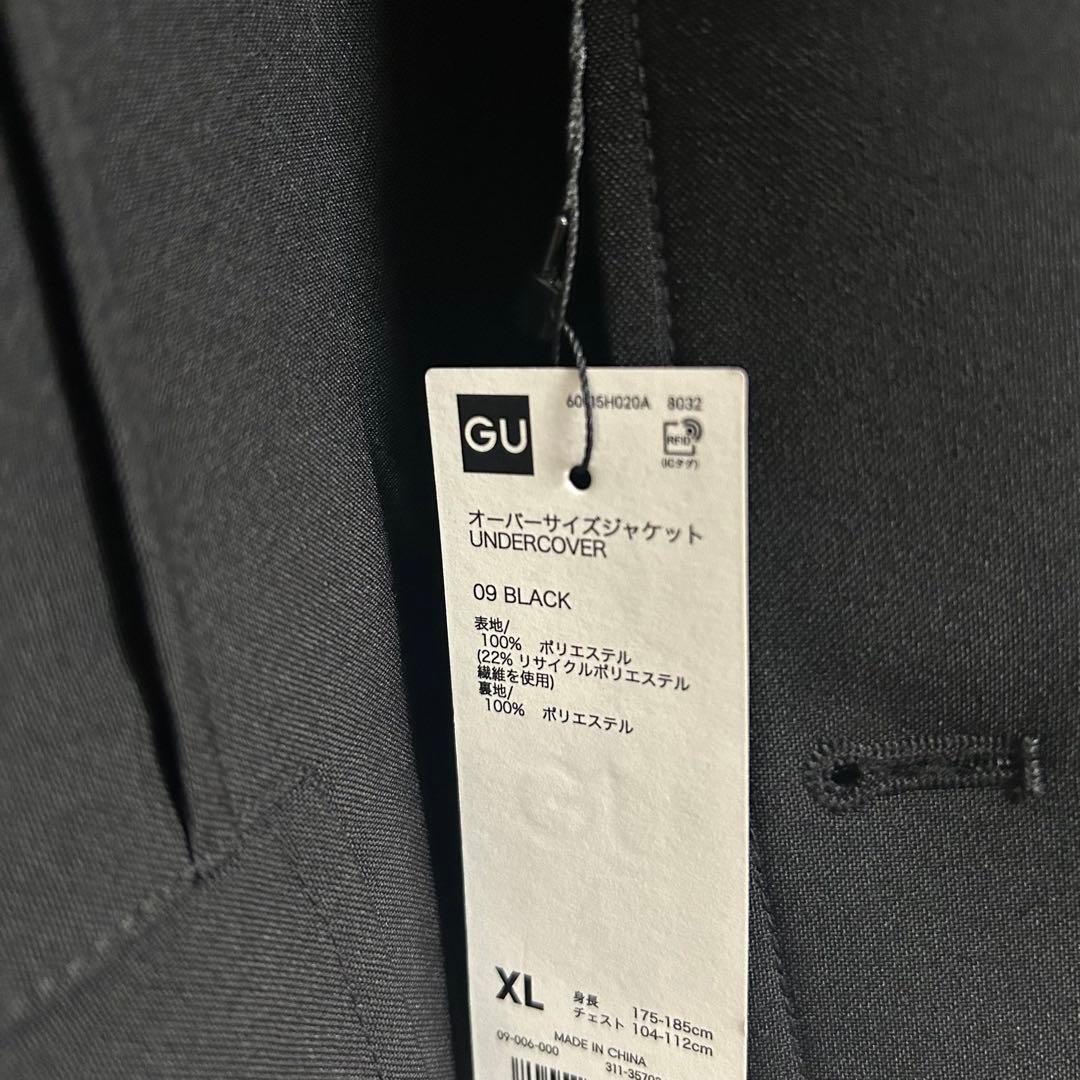 GU
8032
RFID
(ICタグ)
オーバーサイズジャケット
UNDERCOVER
09 BLACK
表地/
100% ポリエステル
(22% リサイクルポリエステル
繊維を使用)
裏地/
100% ポリエステル
GU
XL
身長 175-185cm
チェスト 104-112cm
09-006-000
MADE IN CHINA